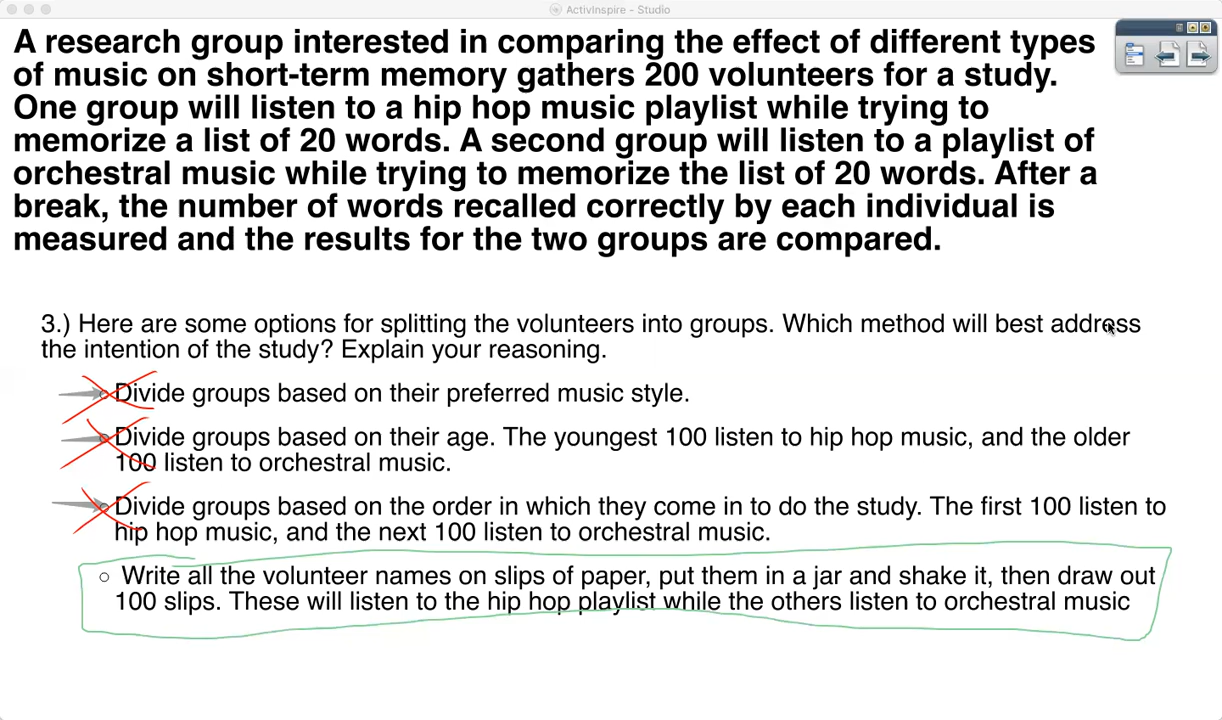 ActivInspire - Studio
A research group interested in comparing the effect of different types
of music on short-term memory gathers 200 volunteers for a study.
One group will listen to a hip hop music playlist while trying to
memorize a list of 20 words. A second group will listen to a playlist of
orchestral music while trying to memorize the list of 20 words. After a
break, the number of words recalled correctly by each individual is
measured and the results for the two groups are compared.
3.) Here are some options for splitting the volunteers into groups. Which method will best address
the intention of the study? Explain your reasoning.
Divide groups based on their preferred music style.
Divide groups based on their age. The youngest 100 listen to hip hop music, and the older
100 listen to orchestral music.
Divide groups based on the order in which they come in to do the study. The first 100 listen to
hip hop music, and the next 100 listen to orchestral music.
Write all the volunteer names on slips of paper, put them in a jar and shake it, then draw out
100 slips. These will listen to the hip hop playlist while the others listen to orchestral music